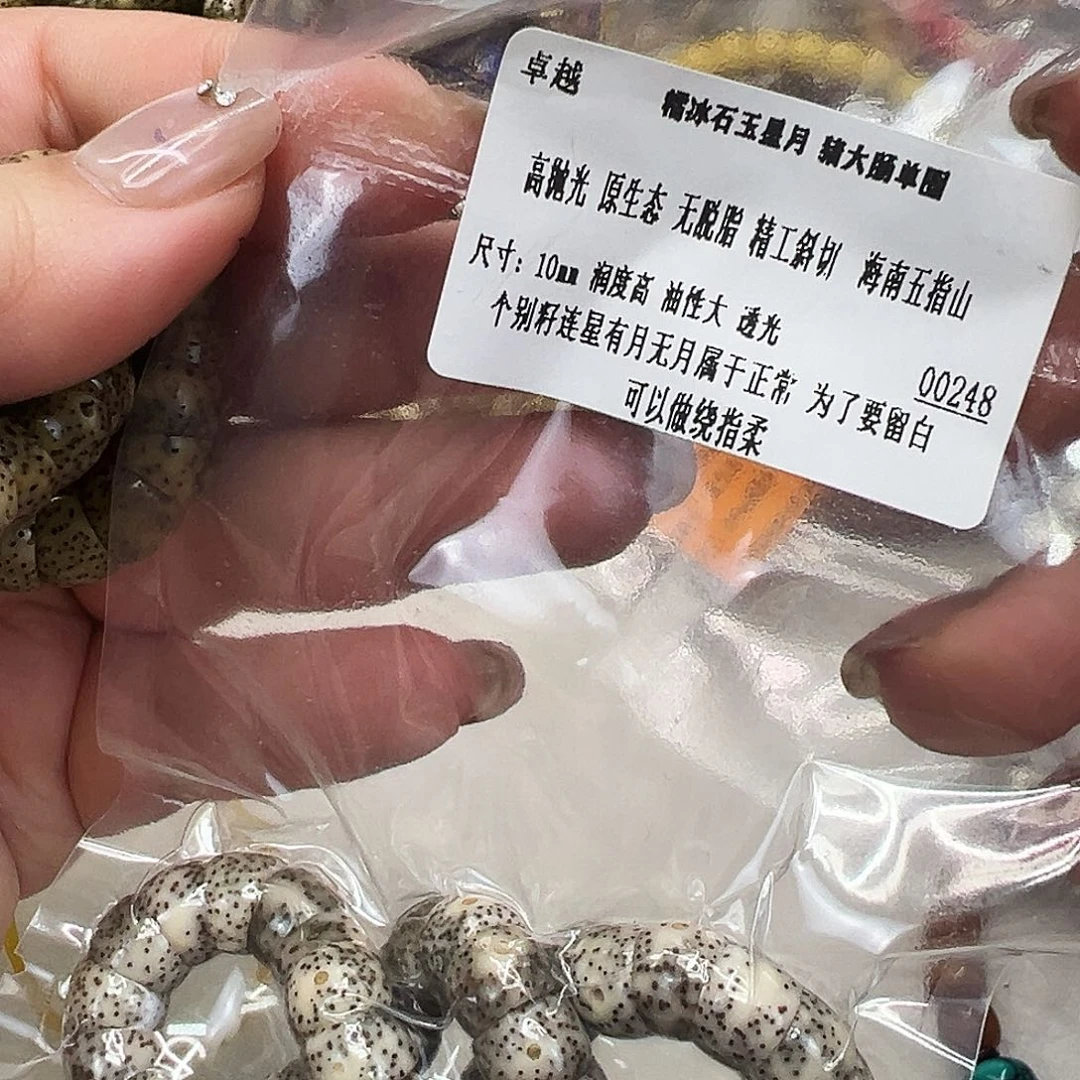 卓越
糯冰石玉星月 猪大肠单圈
高抛光 原生态 无脱脂 精工斜切 海南五指山
尺寸: 10mm 润度高 油性大 透光
个别籽连星有月无月属于正常 为了要留白
可以做绕指柔
00248